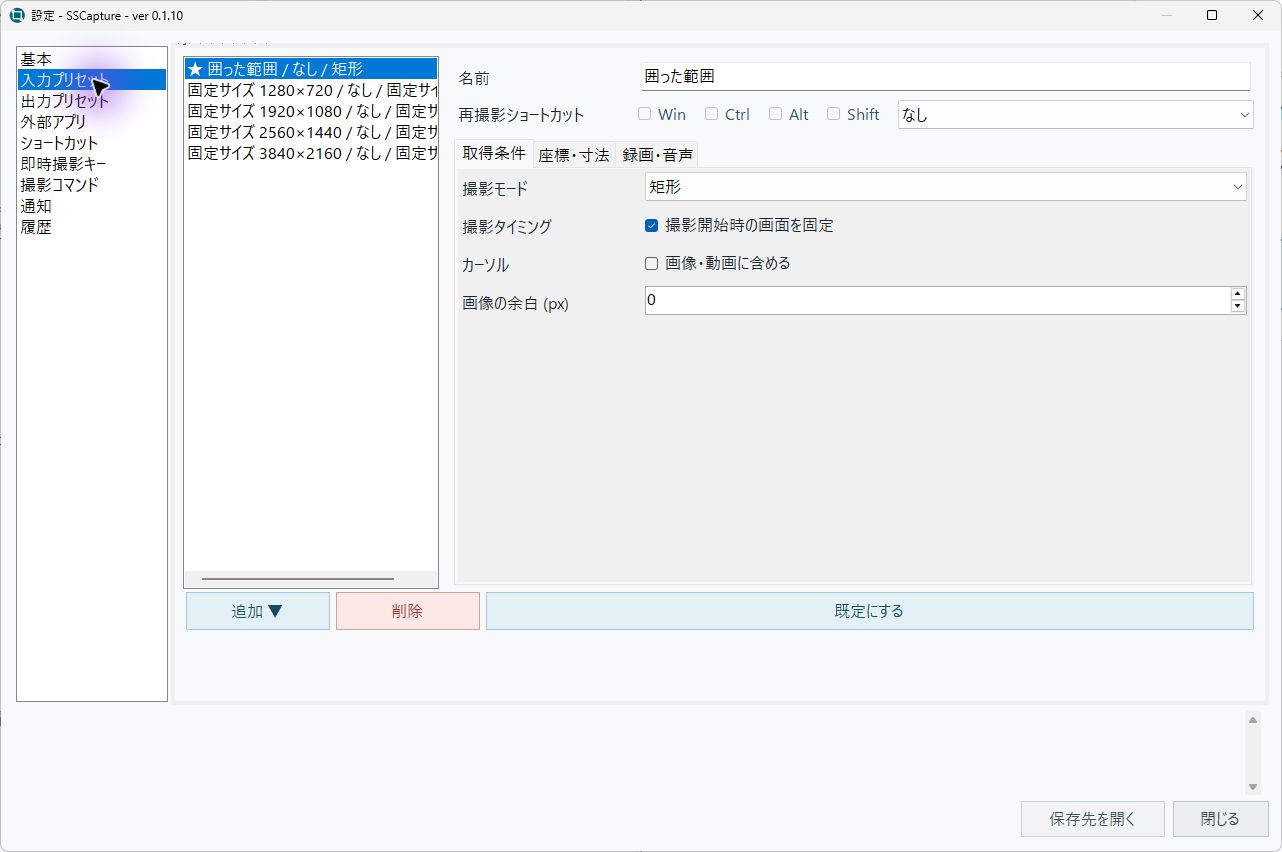 設定 - SSCapture - ver 0.1.10
基本
入力プリセット
出力プリセット
外部アプリ
ショートカット
即時撮影キー
撮影コマンド
通知
履歴
★ 囲った範囲 / なし / 矩形
固定サイズ 1280×720 / なし / 固定サイ
固定サイズ 1920×1080 / なし / 固定サ
固定サイズ 2560×1440 / なし / 固定サ
固定サイズ 3840×2160 / なし / 固定サ
追加 ▼
削除
既定にする
名前
囲った範囲
再撮影ショートカット
Win
Ctrl
Alt
Shift
なし
取得条件
座標・寸法
録画・音声
撮影モード
矩形
撮影タイミング
撮影開始時の画面を固定
カーソル
画像・動画に含める
画像の余白 (px)
0
保存先を開く
閉じる